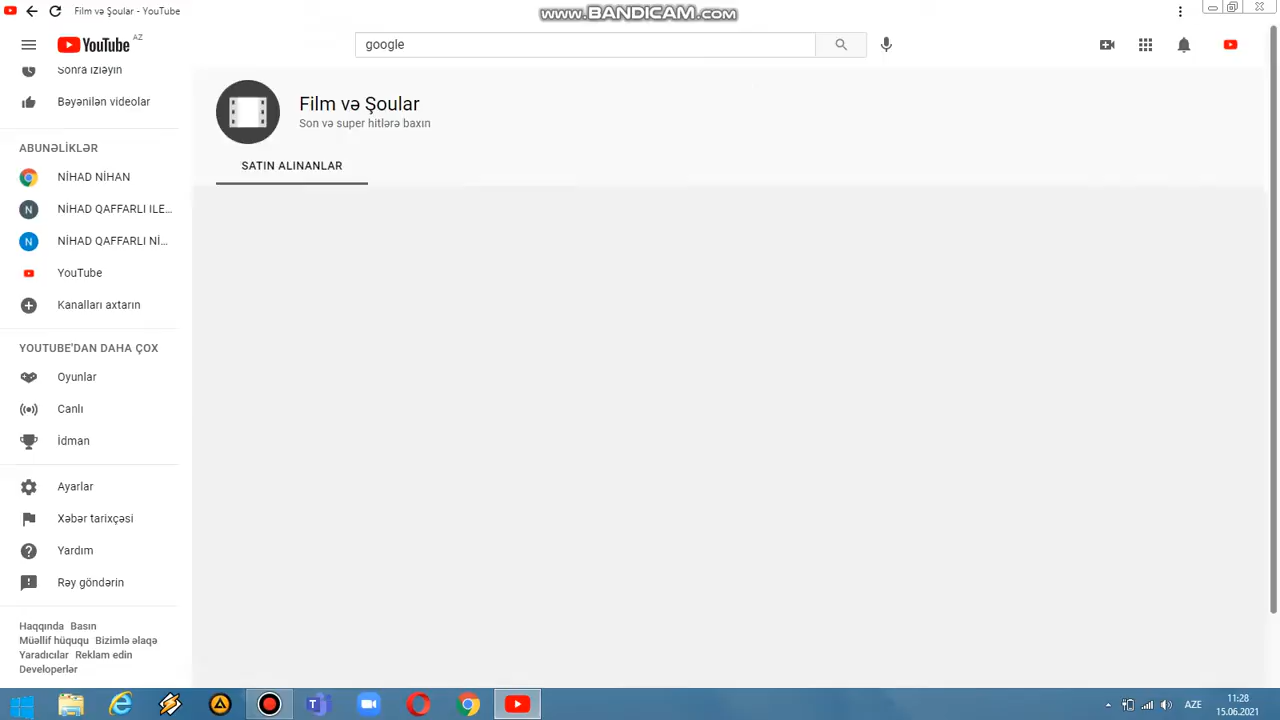 Film və Şoular - YouTube
www.BANDICAM.com
YouTube AZ
google
Sonra izləyin
Bəyənilən videolar
ABUNƏLİKLƏR
NİHAD NİHAN
N NİHAD QAFFARLI ILE...
N NİHAD QAFFARLI Nİ...
YouTube
Kanalları axtarın
YOUTUBE'DAN DAHA ÇOX
Oyunlar
Canlı
İdman
Ayarlar
Xəbər tarixçəsi
Yardım
Rəy göndərin
Haqqında Basın
Müəllif hüququ Bizimlə əlaqə
Yaradıcılar Reklam edin
Developerlər
Film və Şoular
Son və super hitlərə baxın
SATIN ALINANLAR
AZE
11:28
15.06.2021